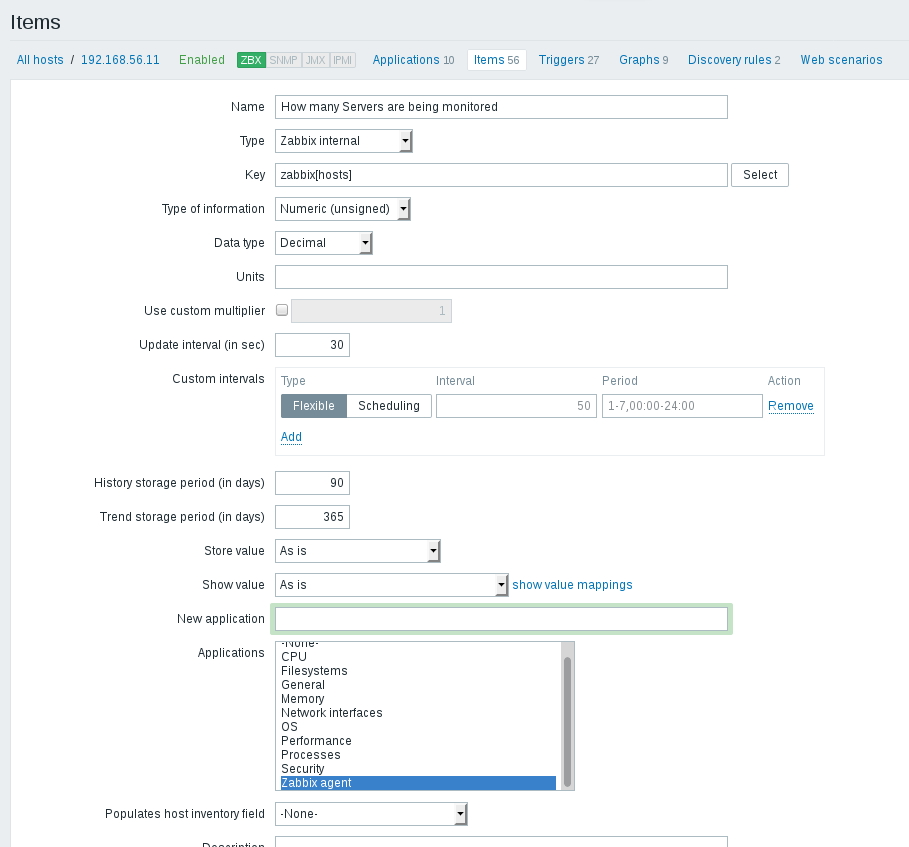 Items
All hosts / 192.168.56.11 Enabled ZBX SNMP JMX IPMI Applications 10 Items 56 Triggers 27 Graphs 9 Discovery rules 2 Web scenarios
Name How many Servers are being monitored
Type Zabbix internal
Key zabbix[hosts] Select
Type of information Numeric (unsigned)
Data type Decimal
Units
Use custom multiplier 1
Update interval (in sec) 30
Custom intervals Type Interval Period Action
Flexible Scheduling 50 1-7,00:00-24:00 Remove
Add
History storage period (in days) 90
Trend storage period (in days) 365
Store value As is
Show value As is show value mappings
New application
Applications -None-
CPU
Filesystems
General
Memory
Network interfaces
OS
Performance
Processes
Security
Zabbix agent
Populates host inventory field -None-
Description